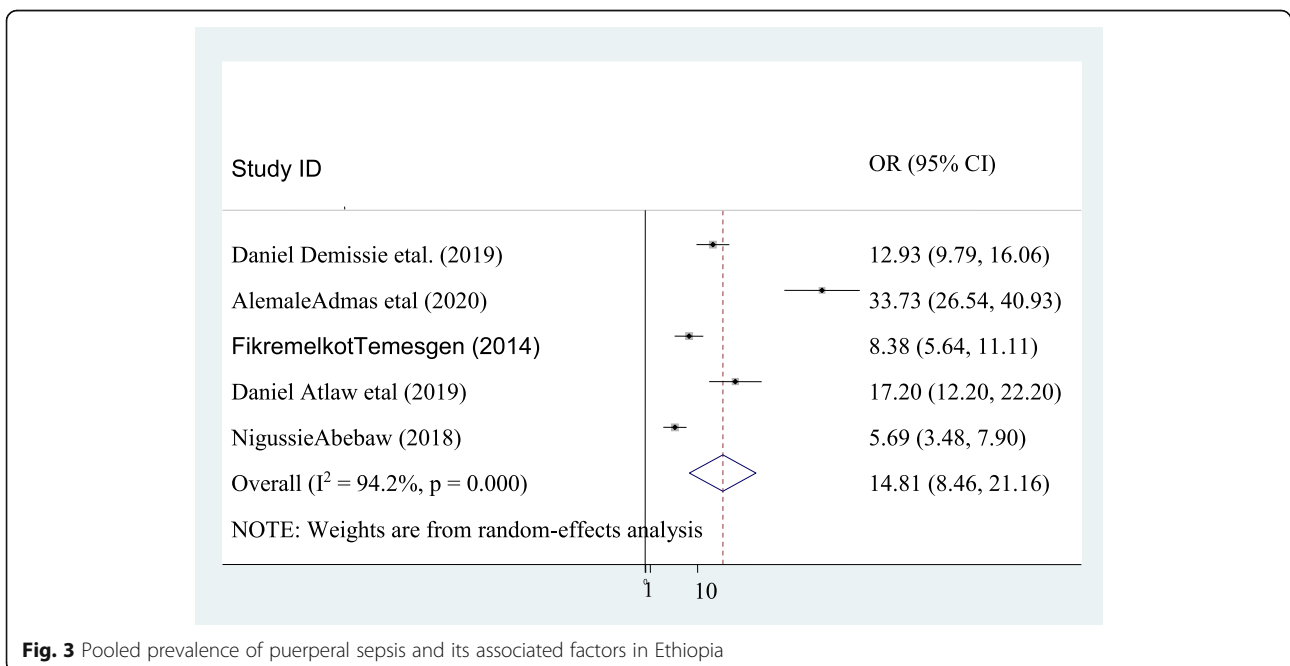 Study ID OR (95% CI)
Daniel Demissie etal. (2019) 12.93 (9.79, 16.06)
AlemaleAdmas etal (2020) 33.73 (26.54, 40.93)
FikremelkotTemesgen (2014) 8.38 (5.64, 11.11)
Daniel Atlaw etal (2019) 17.20 (12.20, 22.20)
NigussieAbebaw (2018) 5.69 (3.48, 7.90)
Overall (I² = 94.2%, p = 0.000) 14.81 (8.46, 21.16)
NOTE: Weights are from random-effects analysis
0 1 10
Fig. 3 Pooled prevalence of puerperal sepsis and its associated factors in Ethiopia